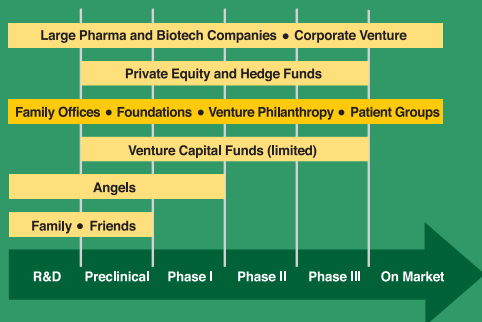 Large Pharma and Biotech Companies ● Corporate Venture
Private Equity and Hedge Funds
Family Offices ● Foundations ● Venture Philanthropy ● Patient Groups
Venture Capital Funds (limited)
Angels
Family ● Friends
R&D Preclinical Phase I Phase II Phase III On Market